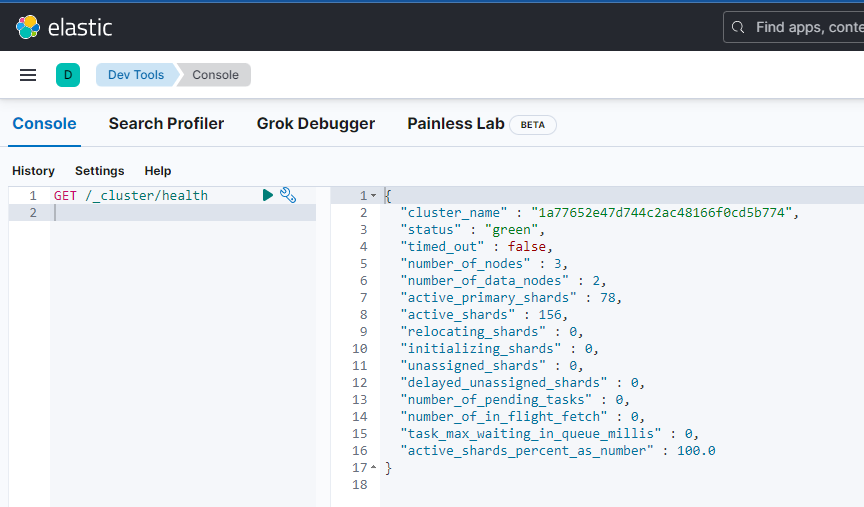 elastic
Find apps, conte
D
Dev Tools
Console
Console
Search Profiler
Grok Debugger
Painless Lab
BETA
History
Settings
Help
1 GET /_cluster/health
2
1 {
2 "cluster_name" : "1a77652e47d744c2ac48166f0cd5b774",
3 "status" : "green",
4 "timed_out" : false,
5 "number_of_nodes" : 3,
6 "number_of_data_nodes" : 2,
7 "active_primary_shards" : 78,
8 "active_shards" : 156,
9 "relocating_shards" : 0,
10 "initializing_shards" : 0,
11 "unassigned_shards" : 0,
12 "delayed_unassigned_shards" : 0,
13 "number_of_pending_tasks" : 0,
14 "number_of_in_flight_fetch" : 0,
15 "task_max_waiting_in_queue_millis" : 0,
16 "active_shards_percent_as_number" : 100.0
17 }
18